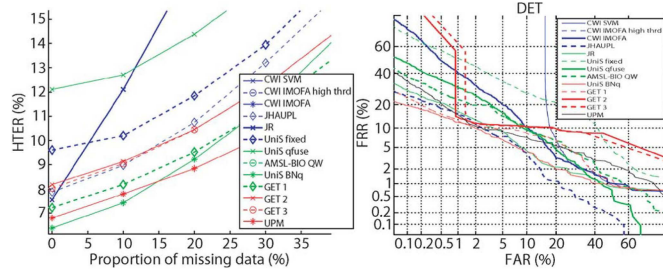 15
14
13
12
11
10
9
8
7
HTER (%)
0
10
20
30
Proportion of missing data (%)
CWI SVM
CWI IMOFA high thrd
CWI IMOFA
JHAUPL
JR
UniS fixed
UniS qfuse
AMSL-BIO QW
UniS BNq
GET 1
GET 2
GET 3
UPM
DET
60
40
20
10
5
2
1
0.5
0.2
0.1
FRR (%)
0.10.20.5 1 2 5 10 20 40 60
FAR (%)
CWI SVM
CWI IMOFA high thrd
CWI IMOFA
JHAUPL
JR
UniS fixed
UniS qfuse
AMSL-BIO QW
UniS BNq
GET 1
GET 2
GET 3
UPM